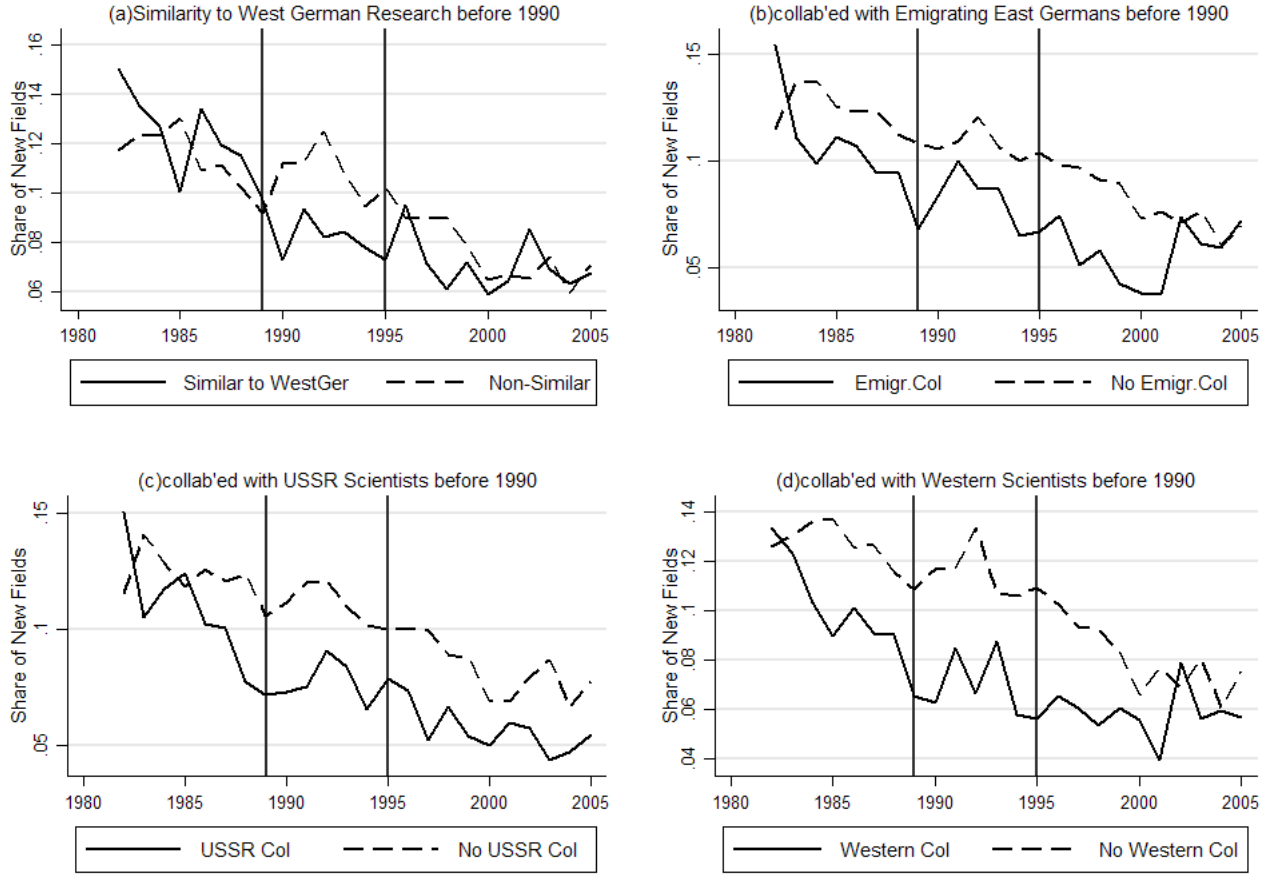 (a)Similarity to West German Research before 1990
Share of New Fields
.16
.14
.12
.1
.08
.06
1980 1985 1990 1995 2000 2005
Similar to WestGer Non-Similar
(b)collab'ed with Emigrating East Germans before 1990
Share of New Fields
.15
.1
.05
1980 1985 1990 1995 2000 2005
Emigr.Col No Emigr.Col
(c)collab'ed with USSR Scientists before 1990
Share of New Fields
.15
.1
.05
1980 1985 1990 1995 2000 2005
USSR Col No USSR Col
(d)collab'ed with Western Scientists before 1990
Share of New Fields
.14
.12
.1
.08
.06
.04
1980 1985 1990 1995 2000 2005
Western Col No Western Col